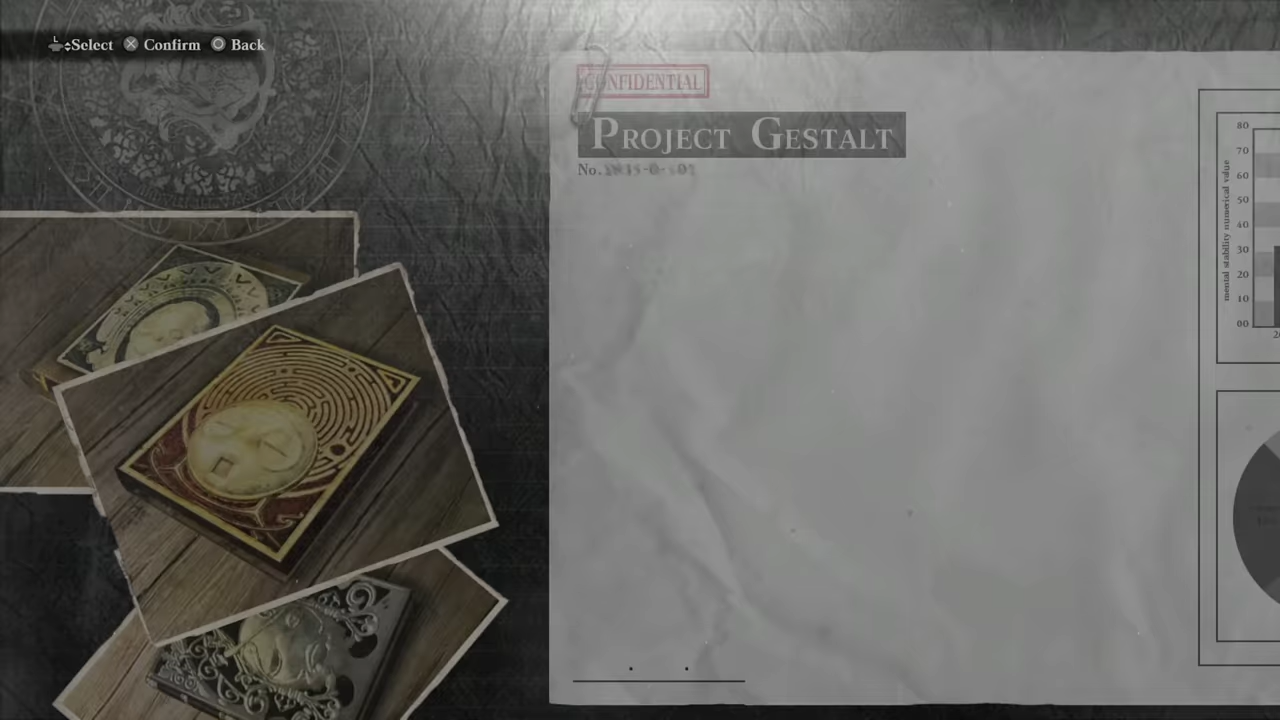 Select Confirm Back
CONFIDENTIAL
PROJECT GESTALT
No.
80
70
60
50
40
30
20
10
00
mental stability numerical value